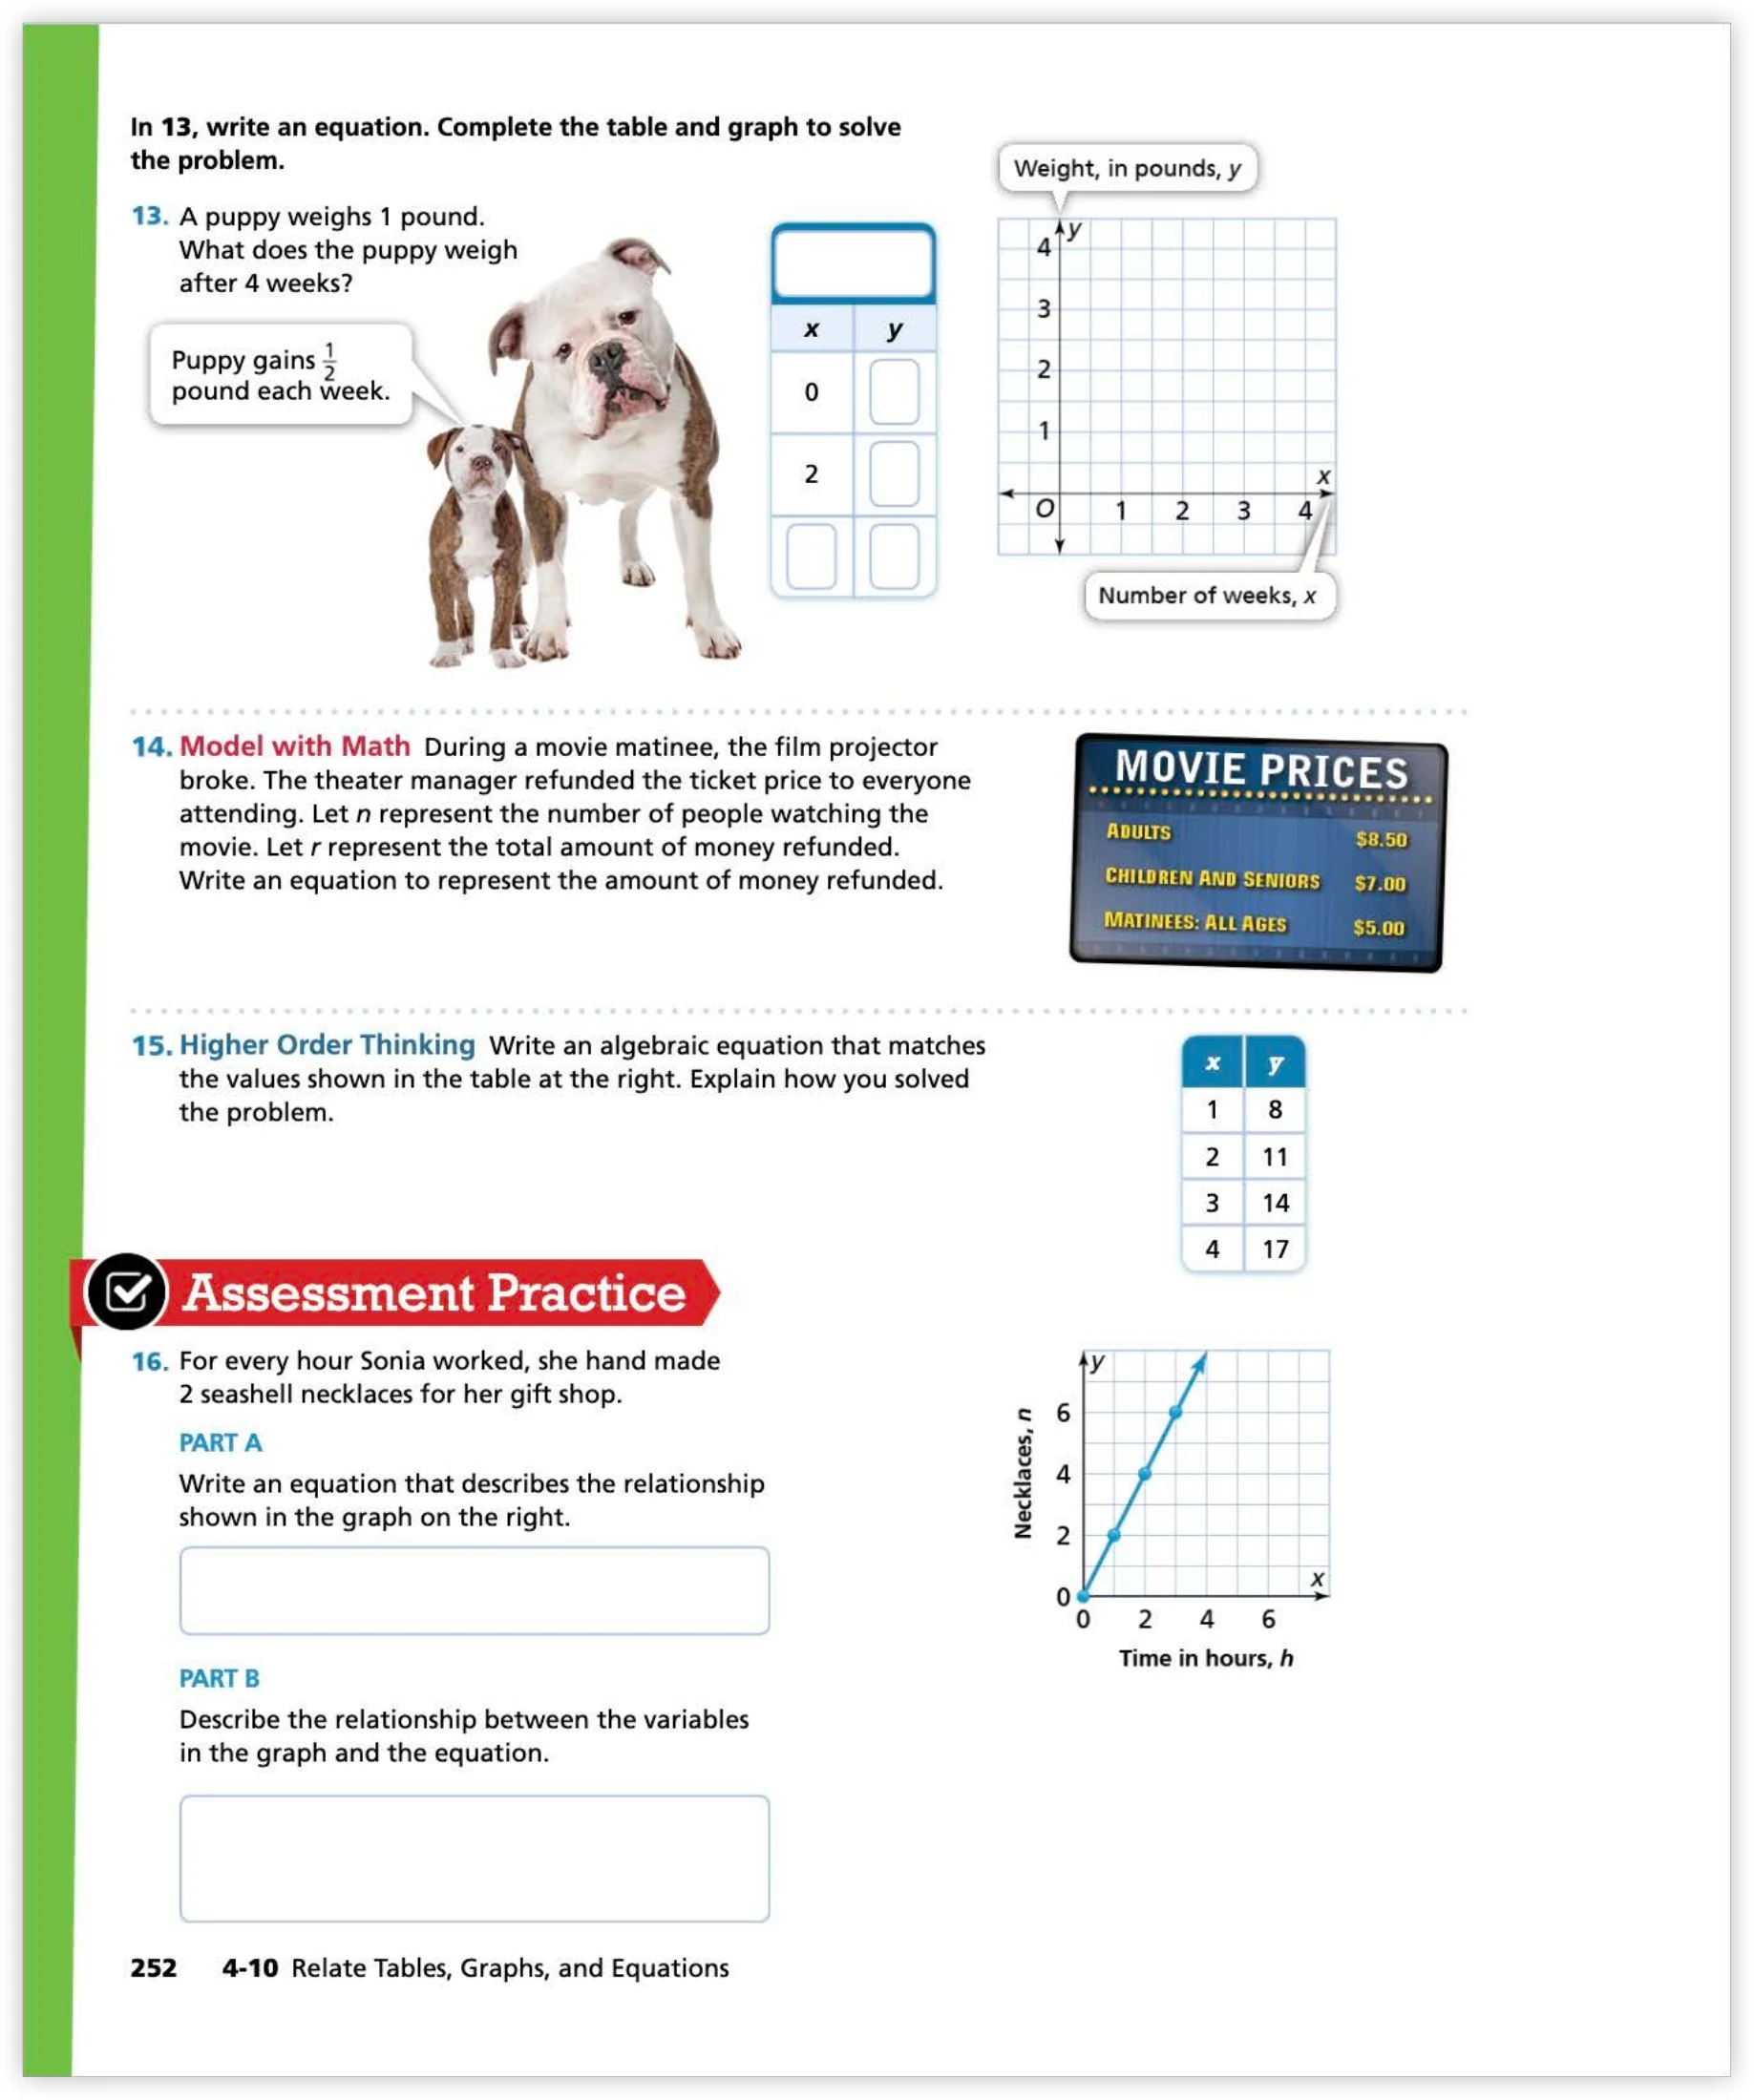 In 13, write an equation. Complete the table and graph to solve
the problem.
13. A puppy weighs 1 pound.
What does the puppy weigh
after 4 weeks?
Puppy gains 1/2
pound each week.
x y
0
2
Weight, in pounds, y
y
4
3
2
1
x
O 1 2 3 4
Number of weeks, x
14. Model with Math During a movie matinee, the film projector
broke. The theater manager refunded the ticket price to everyone
attending. Let n represent the number of people watching the
movie. Let r represent the total amount of money refunded.
Write an equation to represent the amount of money refunded.
MOVIE PRICES
ADULTS $8.50
CHILDREN AND SENIORS $7.00
MATINEES: ALL AGES $5.00
15. Higher Order Thinking Write an algebraic equation that matches
the values shown in the table at the right. Explain how you solved
the problem.
x y
1 8
2 11
3 14
4 17
Assessment Practice
16. For every hour Sonia worked, she hand made
2 seashell necklaces for her gift shop.
PART A
Write an equation that describes the relationship
shown in the graph on the right.
PART B
Describe the relationship between the variables
in the graph and the equation.
y
Necklaces, n
6
4
2
0
x
0 2 4 6
Time in hours, h
252 4-10 Relate Tables, Graphs, and Equations